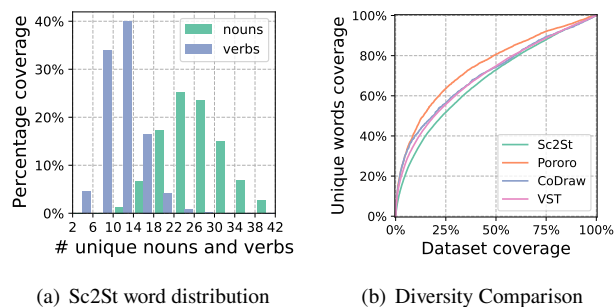 nouns
verbs
40%
30%
20%
10%
0%
Percentage coverage
2 6 10 14 18 22 26 30 34 38 42
# unique nouns and verbs
(a) Sc2St word distribution
100%
80%
60%
40%
20%
0%
Unique words coverage
Sc2St
Pororo
CoDraw
VST
0% 25% 50% 75% 100%
Dataset coverage
(b) Diversity Comparison